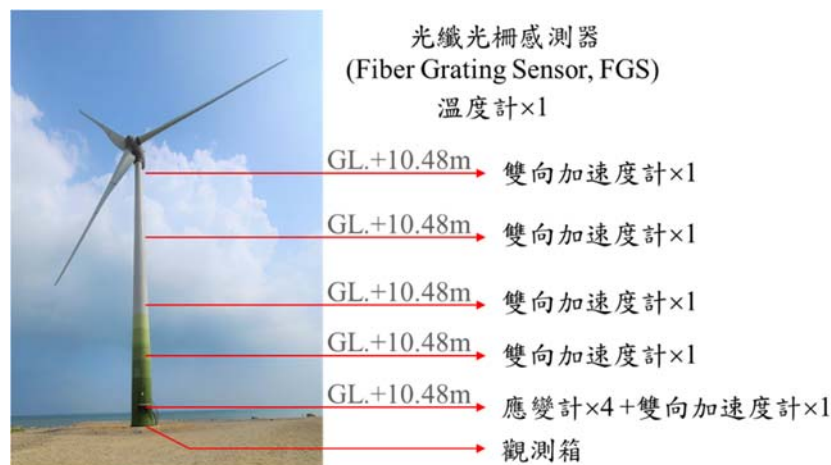 光纖光柵感測器
(Fiber Grating Sensor, FGS)
溫度計×1
GL.+10.48m 雙向加速度計×1
GL.+10.48m 雙向加速度計×1
GL.+10.48m 雙向加速度計×1
GL.+10.48m 雙向加速度計×1
GL.+10.48m 應變計×4+雙向加速度計×1
觀測箱